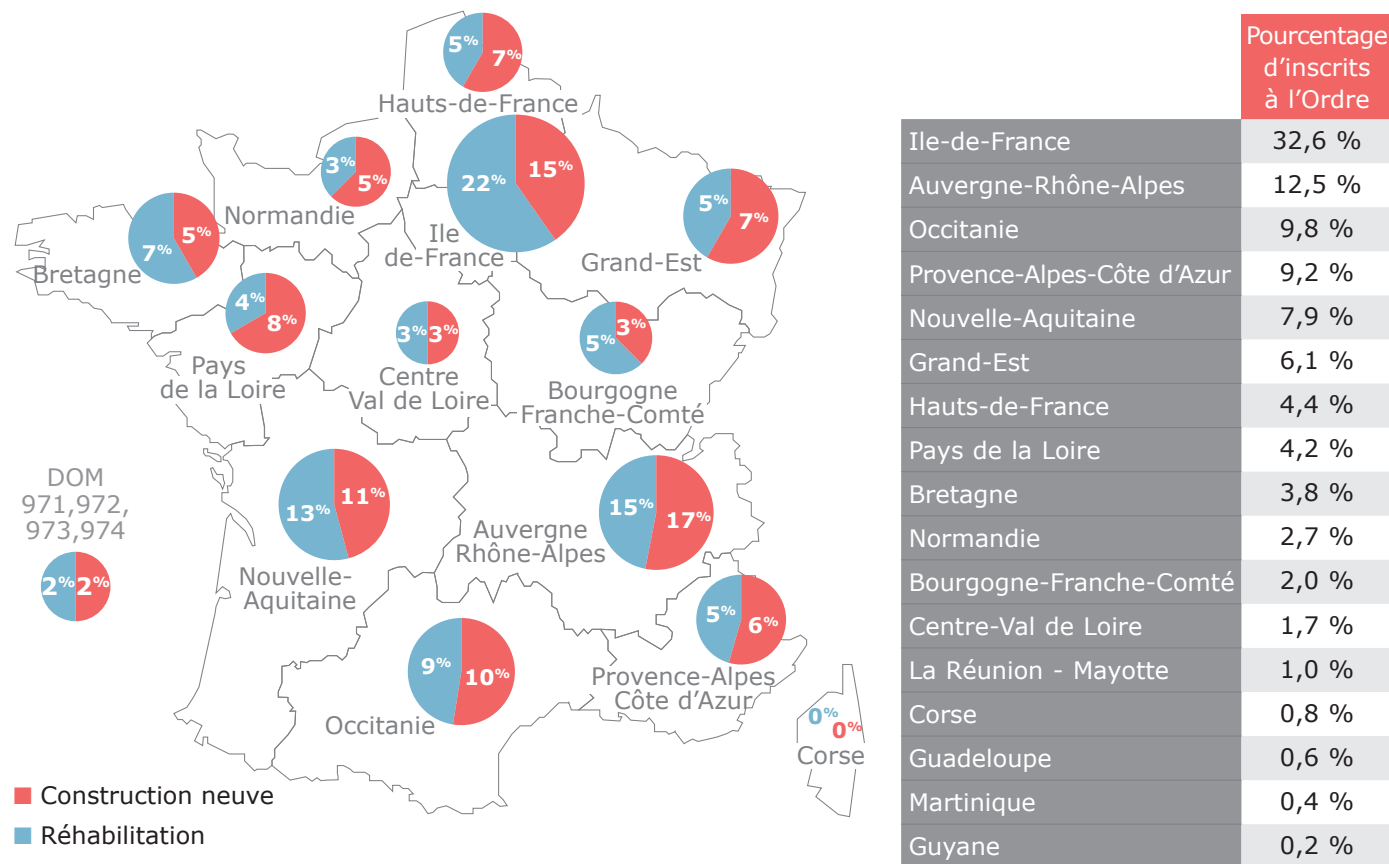 5% 7%
Hauts-de-France
3% 5%
Normandie
22% 15%
Ile
de-France
5% 7%
Grand-Est
7% 5%
Bretagne
4% 8%
Pays
de la Loire
3% 3%
Centre
Val de Loire
5% 3%
Bourgogne
Franche-Comté
DOM
971,972,
973,974
2% 2%
13% 11%
Nouvelle-
Aquitaine
15% 17%
Auvergne
Rhône-Alpes
9% 10%
Occitanie
5% 6%
Provence-Alpes
Côte d’Azur
0%
0%
Corse
Construction neuve
Réhabilitation
Pourcentage
d’inscrits
à l’Ordre
Ile-de-France 32,6 %
Auvergne-Rhône-Alpes 12,5 %
Occitanie 9,8 %
Provence-Alpes-Côte d’Azur 9,2 %
Nouvelle-Aquitaine 7,9 %
Grand-Est 6,1 %
Hauts-de-France 4,4 %
Pays de la Loire 4,2 %
Bretagne 3,8 %
Normandie 2,7 %
Bourgogne-Franche-Comté 2,0 %
Centre-Val de Loire 1,7 %
La Réunion - Mayotte 1,0 %
Corse 0,8 %
Guadeloupe 0,6 %
Martinique 0,4 %
Guyane 0,2 %